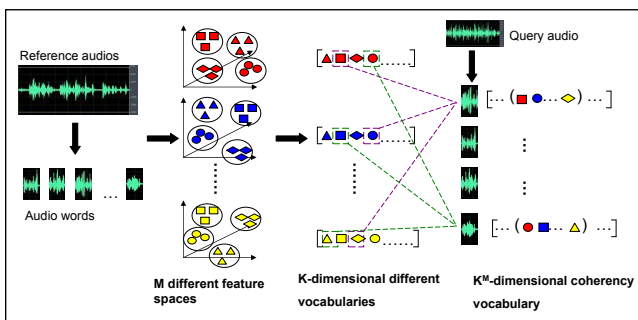 Reference audios
Query audio
Audio words
...
M different feature
spaces
K-dimensional different
vocabularies
K^M-dimensional coherency
vocabulary